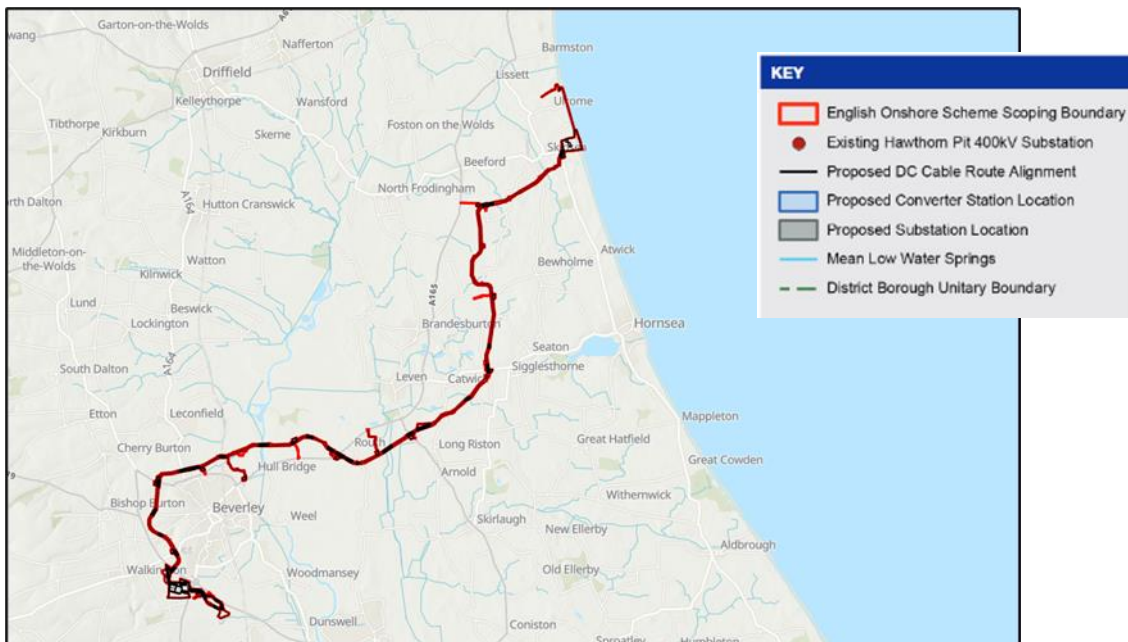 Garton-on-the-Wolds
Nafferton
Barmston
Driffield
Lissett
Kelleythorpe
Wansford
Tibthorpe
Kirkburn
Skerne
Foston on the Wolds
Beeford
A164
North Frodingham
Hutton Cranswick
Middleton-on-
the-Wolds
Watton
Atwick
Kilnwick
Bewholme
Lund
Beswick
A165
Lockington
Brandesburton
Hornsea
A164
Seaton
South Dalton
Leven
Catwick
Sigglesthorne
Etton
Leconfield
Mappleton
Cherry Burton
Routh
Long Riston
Great Hatfield
Hull Bridge
Arnold
Great Cowden
Bishop Burton
Beverley
Withernwick
Weel
Skirlaugh
New Ellerby
Aldbrough
Walkington
Woodmansey
Old Ellerby
Dunswell
Coniston
KEY
English Onshore Scheme Scoping Boundary
Existing Hawthorn Pit 400kV Substation
Proposed DC Cable Route Alignment
Proposed Converter Station Location
Proposed Substation Location
Mean Low Water Springs
District Borough Unitary Boundary